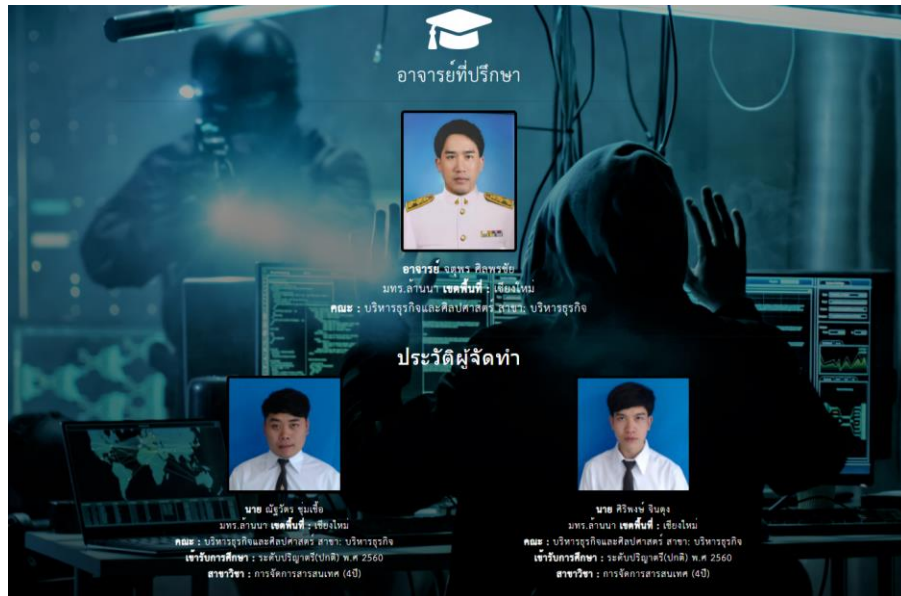 อาจารย์ที่ปรึกษา
อาจารย์ จตุพร ศิลพรชัย
มทร.ล้านนา เขตพื้นที่ : เชียงใหม่
คณะ : บริหารธุรกิจและศิลปศาสตร์ สาขา: บริหารธุรกิจ
ประวัติผู้จัดทำ
นาย ณัฐวัตร ชุ่มเชื้อ
มทร.ล้านนา เขตพื้นที่ : เชียงใหม่
คณะ : บริหารธุรกิจและศิลปศาสตร์ สาขา: บริหารธุรกิจ
เข้ารับการศึกษา : ระดับปริญาตรี(ปกติ) พ.ศ 2560
สาขาวิชา : การจัดการสารสนเทศ (4ปี)
นาย ศิริพงษ์ จินดุง
มทร.ล้านนา เขตพื้นที่ : เชียงใหม่
คณะ : บริหารธุรกิจและศิลปศาสตร์ สาขา: บริหารธุรกิจ
เข้ารับการศึกษา : ระดับปริญาตรี(ปกติ) พ.ศ 2560
สาขาวิชา : การจัดการสารสนเทศ (4ปี)